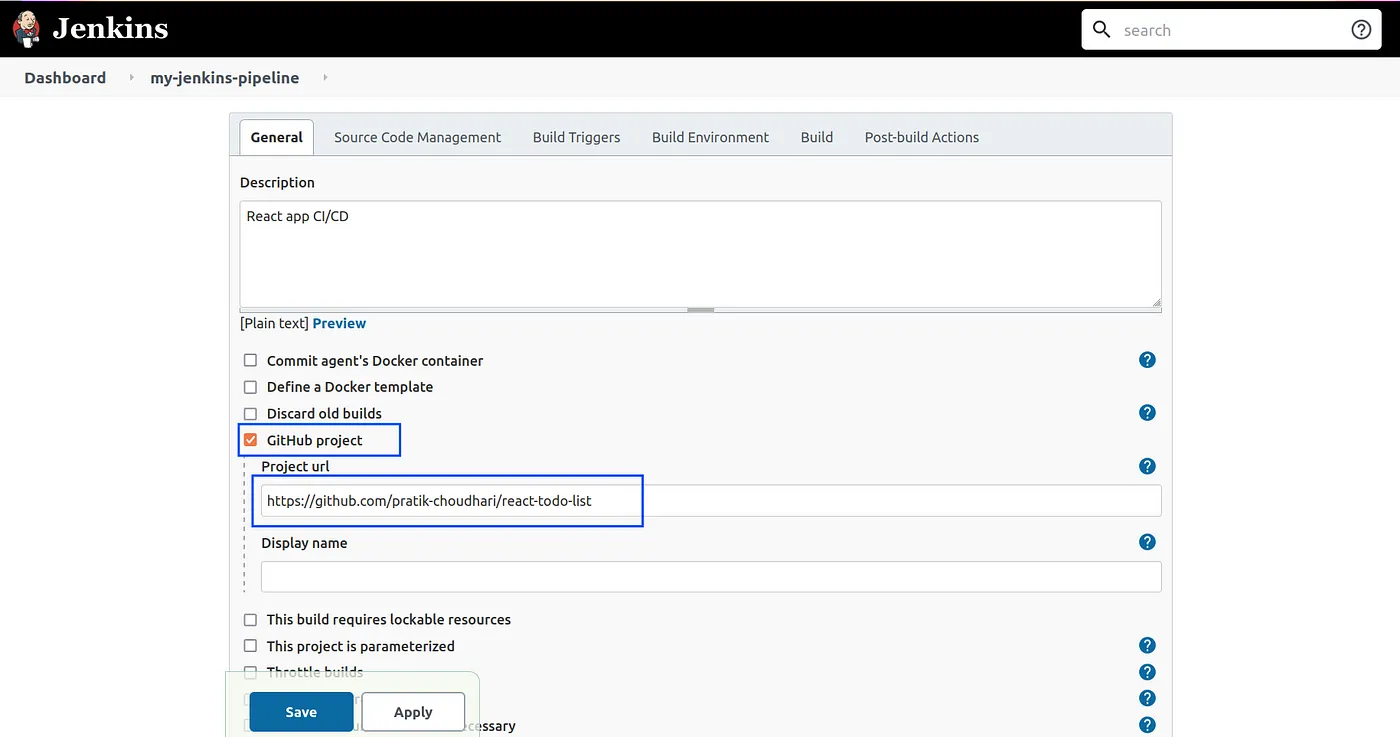 Jenkins
search
Dashboard
my-jenkins-pipeline
General Source Code Management Build Triggers Build Environment Build Post-build Actions
Description
React app CI/CD
[Plain text] Preview
Commit agent's Docker container
Define a Docker template
Discard old builds
GitHub project
Project url
https://github.com/pratik-choudhari/react-todo-list
Display name
This build requires lockable resources
This project is parameterized
Throttle builds
Save Apply